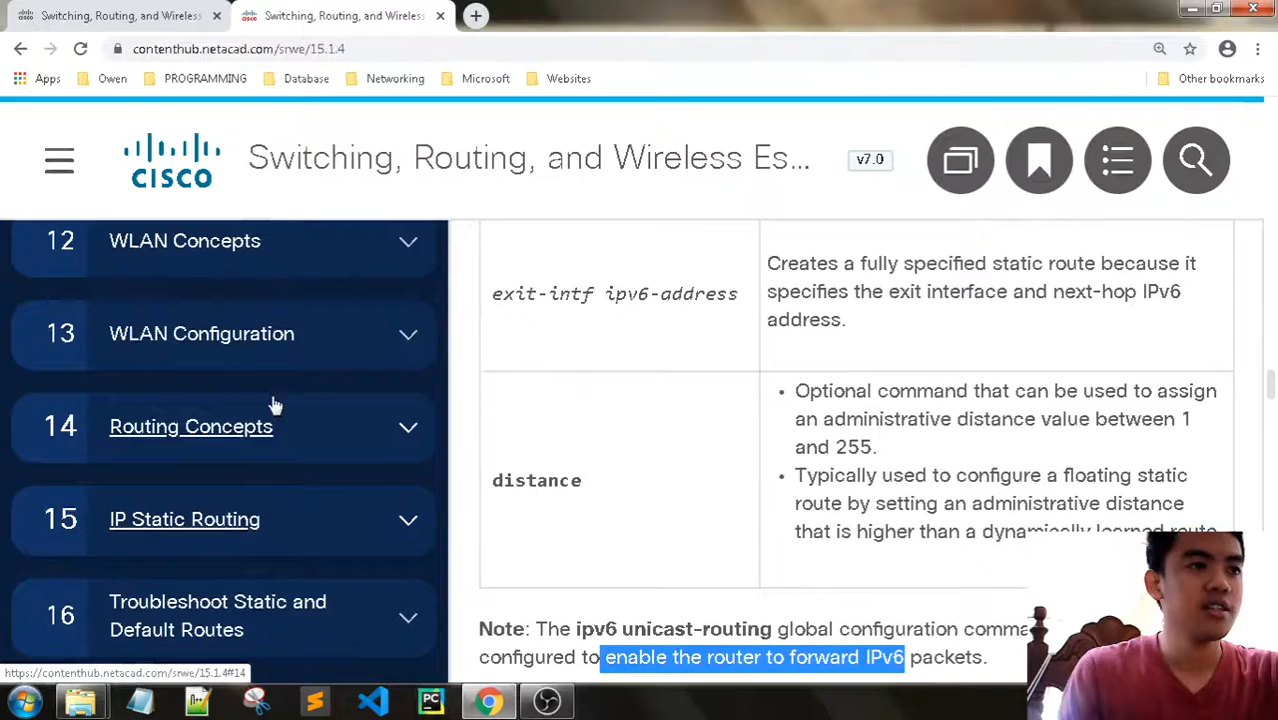 Switching, Routing, and Wireless
Switching, Routing, and Wireless
contenthub.netacad.com/srwe/15.1.4
Apps
Owen
PROGRAMMING
Database
Networking
Microsoft
Websites
Other bookmarks
CISCO
Switching, Routing, and Wireless Es...
v7.0
12
WLAN Concepts
13
WLAN Configuration
14
Routing Concepts
15
IP Static Routing
16
Troubleshoot Static and
Default Routes
exit-intf ipv6-address
Creates a fully specified static route because it
specifies the exit interface and next-hop IPv6
address.
distance
• Optional command that can be used to assign
an administrative distance value between 1
and 255.
• Typically used to configure a floating static
route by setting an administrative distance
that is higher than a dynamically learned route
Note: The ipv6 unicast-routing global configuration comma
configured to enable the router to forward IPv6 packets.
https://contenthub.netacad.com/srwe/15.1.4#14
PC